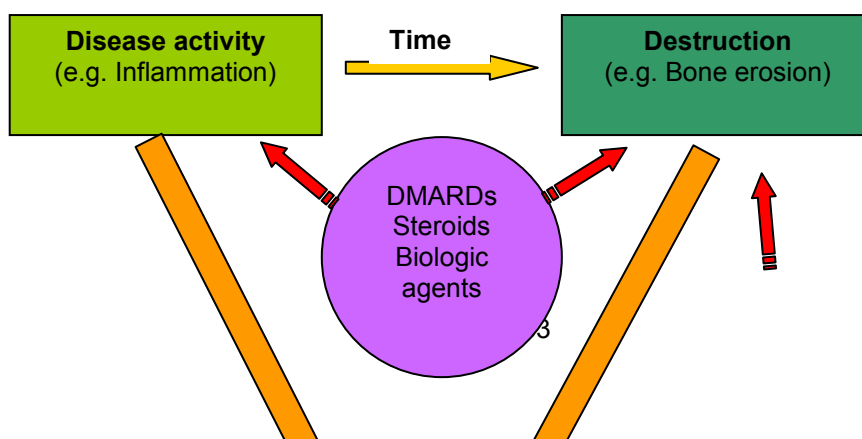 Disease activity
(e.g. Inflammation)
Time
Destruction
(e.g. Bone erosion)
DMARDs
Steroids
Biologic
agents
3